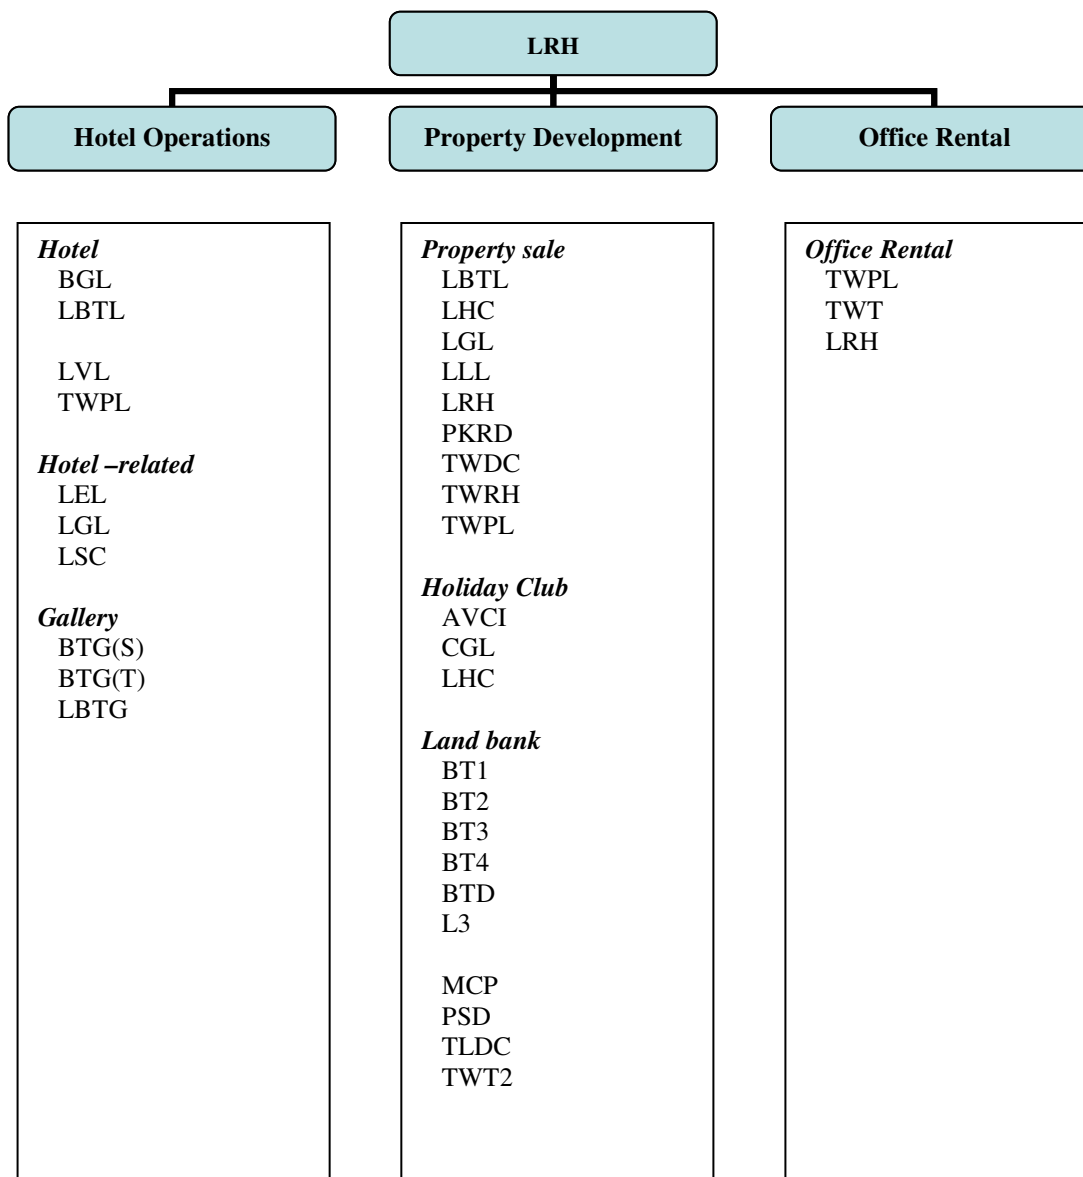 LRH
Hotel Operations
Property Development
Office Rental
Hotel
BGL
LBTL
LVL
TWPL
Hotel –related
LEL
LGL
LSC
Gallery
BTG(S)
BTG(T)
LBTG
Property sale
LBTL
LHC
LGL
LLL
LRH
PKRD
TWDC
TWRH
TWPL
Holiday Club
AVCI
CGL
LHC
Land bank
BT1
BT2
BT3
BT4
BTD
L3
MCP
PSD
TLDC
TWT2
Office Rental
TWPL
TWT
LRH